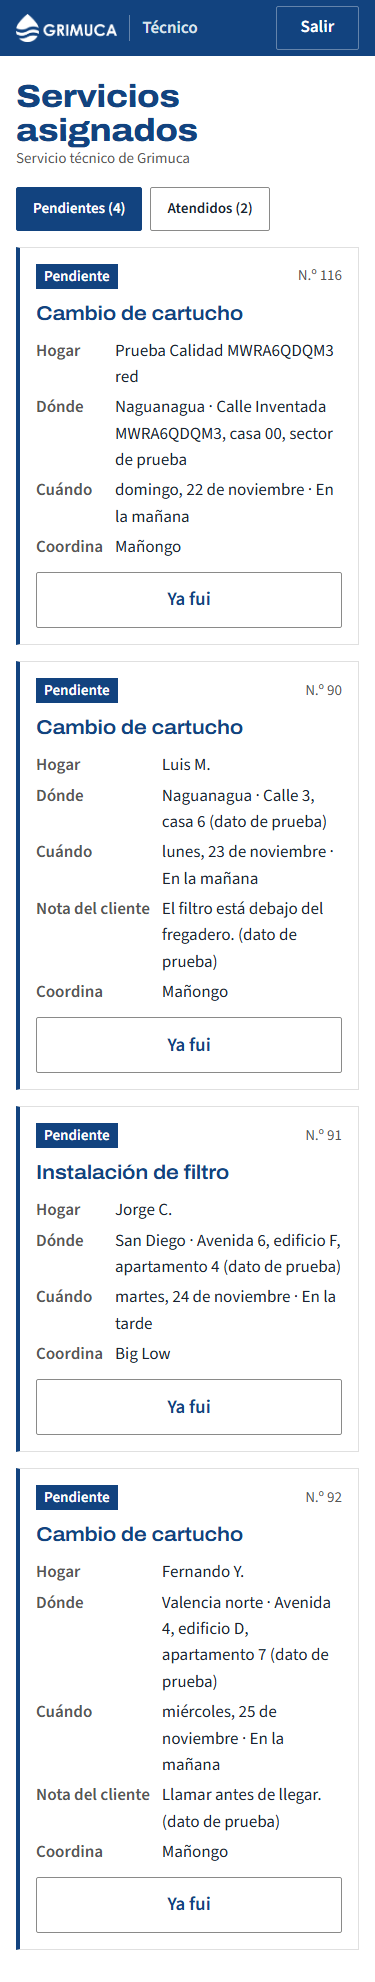 GRIMUCA Técnico Salir
Servicios
asignados
Servicio técnico de Grimuca
Pendientes (4) Atendidos (2)
Pendiente N.º 116
Cambio de cartucho
Hogar Prueba Calidad MWRA6QDQM3
red
Dónde Naguanagua · Calle Inventada
MWRA6QDQM3, casa 00, sector
de prueba
Cuándo domingo, 22 de noviembre · En
la mañana
Coordina Mañongo
Ya fui
Pendiente N.º 90
Cambio de cartucho
Hogar Luis M.
Dónde Naguanagua · Calle 3,
casa 6 (dato de prueba)
Cuándo lunes, 23 de noviembre ·
En la mañana
Nota del cliente El filtro está debajo del
fregadero. (dato de
prueba)
Coordina Mañongo
Ya fui
Pendiente N.º 91
Instalación de filtro
Hogar Jorge C.
Dónde San Diego · Avenida 6, edificio F,
apartamento 4 (dato de prueba)
Cuándo martes, 24 de noviembre · En la
tarde
Coordina Big Low
Ya fui
Pendiente N.º 92
Cambio de cartucho
Hogar Fernando Y.
Dónde Valencia norte · Avenida
4, edificio D,
apartamento 7 (dato de
prueba)
Cuándo miércoles, 25 de
noviembre · En la
mañana
Nota del cliente Llamar antes de llegar.
(dato de prueba)
Coordina Mañongo
Ya fui